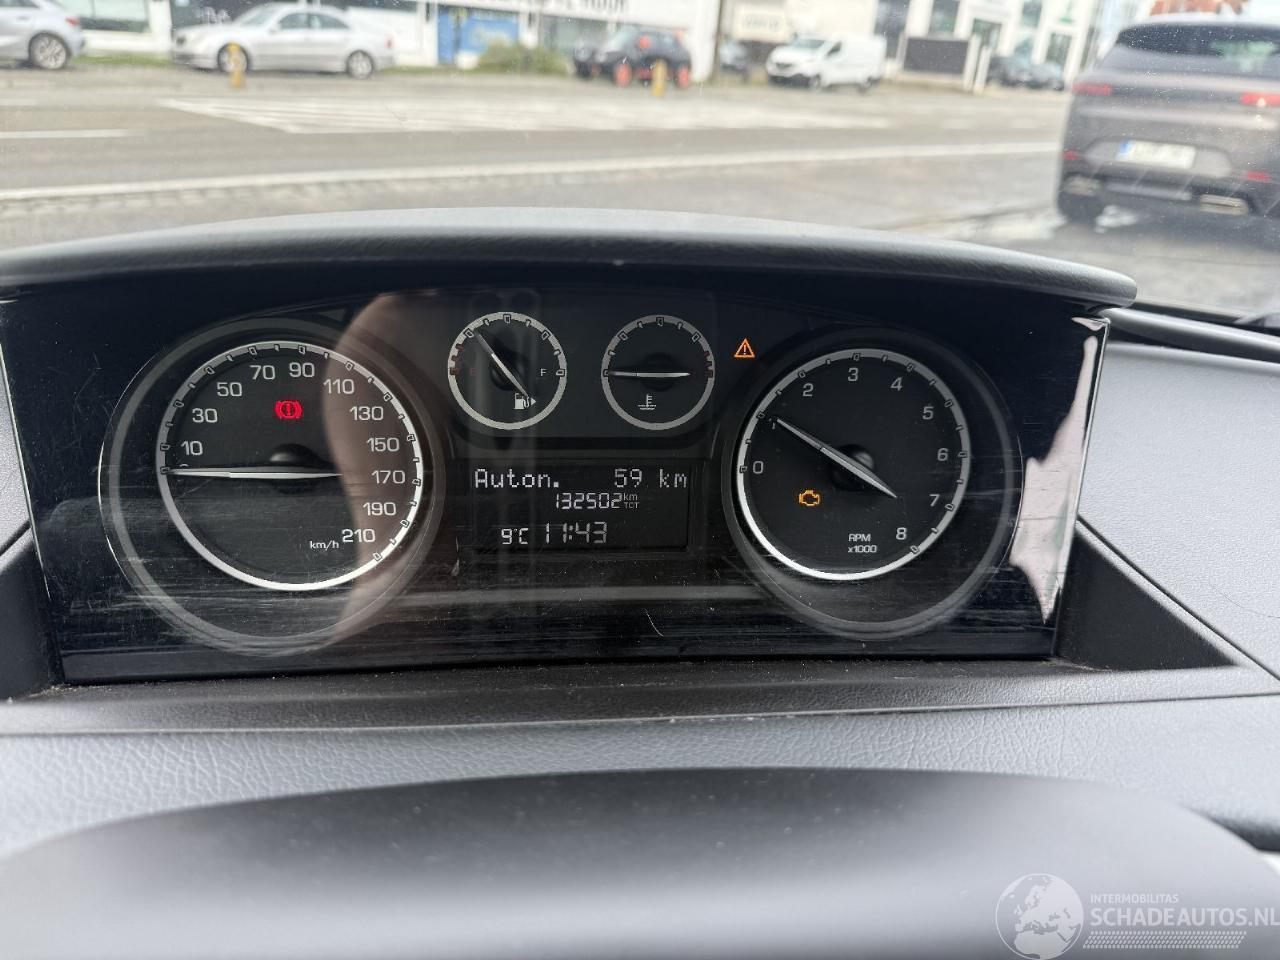 10 30 50 70 90 110 130 150 170 190 210
km/h
E F
Auton. 59 km
132502 km TOT
9°C 11:43
0 1 2 3 4 5 6 7 8
RPM
x1000
INTERMOBILITAS
SCHADEAUTOS.NL